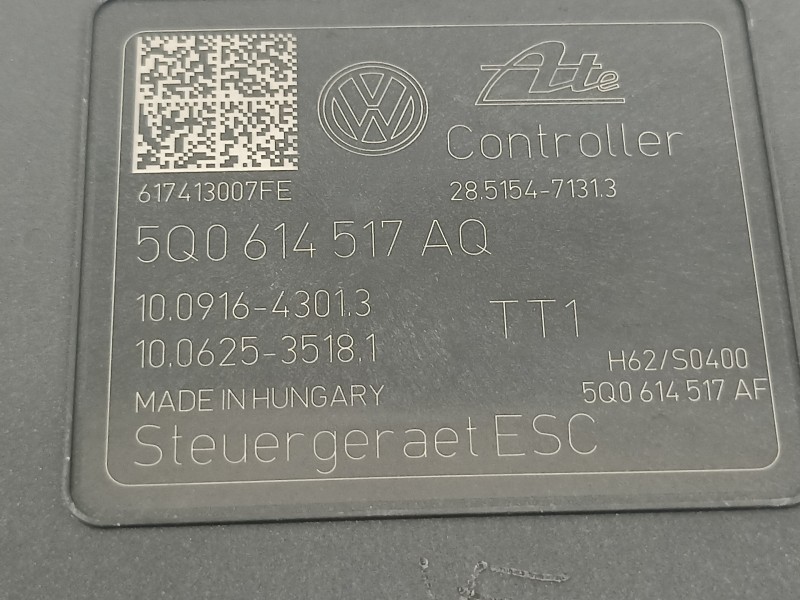 Ate
Controller
617413007FE
28.5154-7131.3
5Q0 614 517 AQ
10.0916-4301.3
TT1
10.0625-3518.1
H62/S0400
MADE IN HUNGARY
5Q0 614 517 AF
Steuergeraet ESC